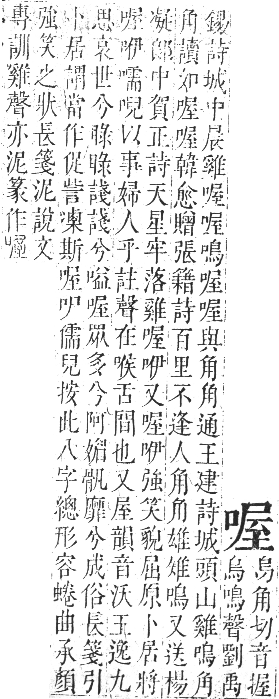 喔
烏角切音握
鳥鳴聲劉禹
錫詩城中晨雞喔喔鳴喔喔與角角通王建詩城頭山雞鳴角
角讀如喔喔韓愈贈張籍詩百里不逢人角角雄雉鳴又送楊
凝郎中賀正詩天星牢落雞喔咿又喔咿強笑貌屈原卜居將
喔咿嚅唲以事婦人乎註聲在喉舌間也又屋韻音沃王逸九
思哀世兮睩睩諓諓兮嗌喔眾多兮阿媚骫靡兮成俗長箋引
卜居謂當作促訾慄斯喔吚儒兒按此八字總形容蜷曲承顏
強笑之狀長箋泥說文
專訓雞聲亦泥篆作喔